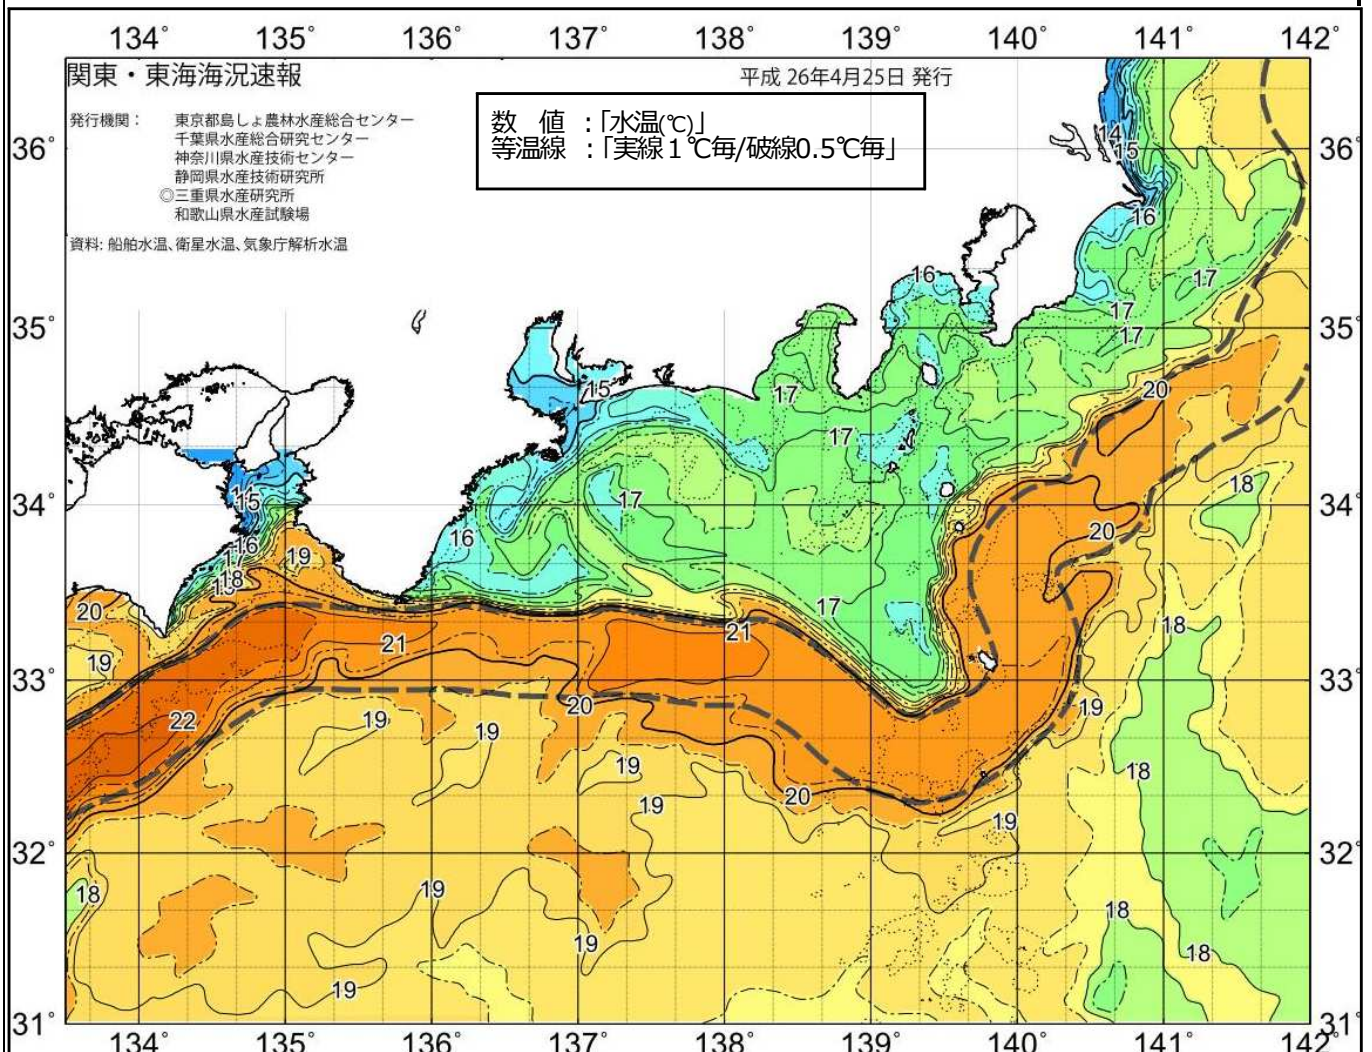 134° 135° 136° 137° 138° 139° 140° 141° 142°
関東・東海海況速報
平成 26年4月25日 発行
発行機関： 東京都島しょ農林水産総合センター
千葉県水産総合研究センター
神奈川県水産技術センター
静岡県水産技術研究所
◎三重県水産研究所
和歌山県水産試験場
資料: 船舶水温、衛星水温、気象庁解析水温
数 値 ：「水温(℃)」
等温線 ：「実線１℃毎/破線0.5℃毎」
14
36° 15 36°
16
16 17
17
35° 35°
17
15 17 20
17
18
15 17
34° 34°
16 16 20
19
18
20 17
18
21 21
19
33° 33°
20 19
22 19
19
19 18
19 20
19
32° 32°
18 19
18
19 18
19
31° 31°
134° 135° 136° 137° 138° 139° 140° 141° 142°